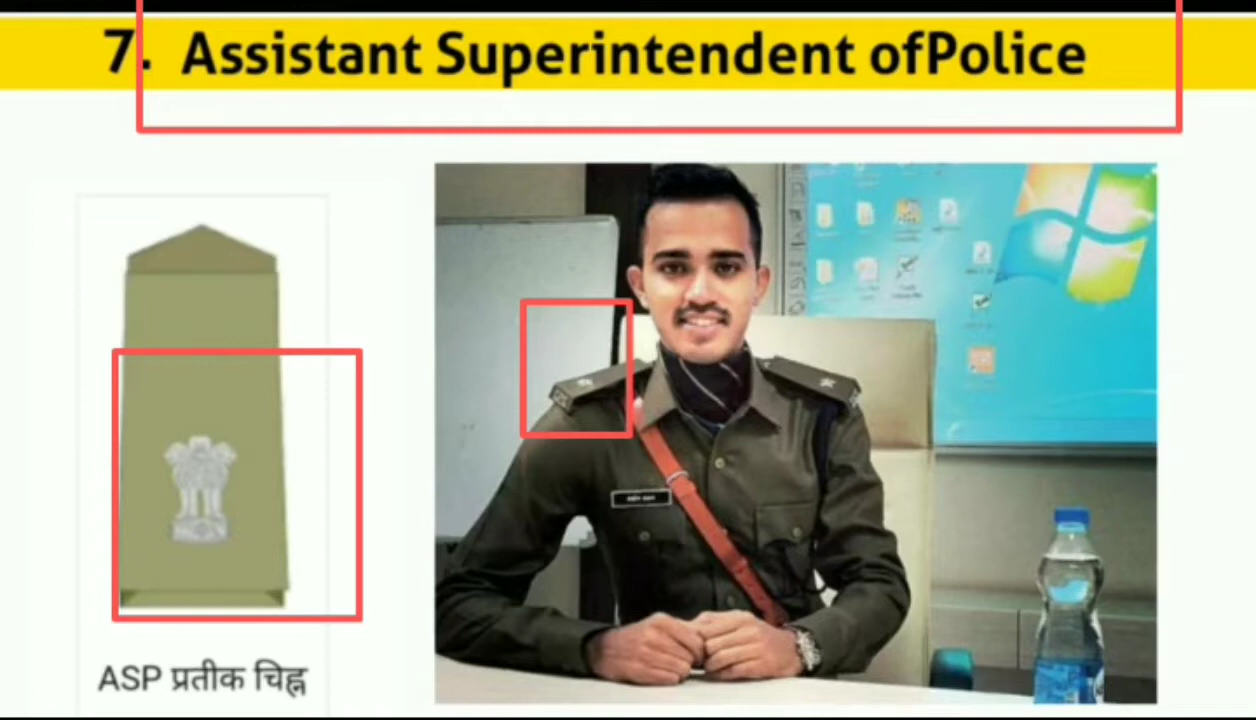 7. Assistant Superintendent ofPolice
ASP प्रतीक चिह्न